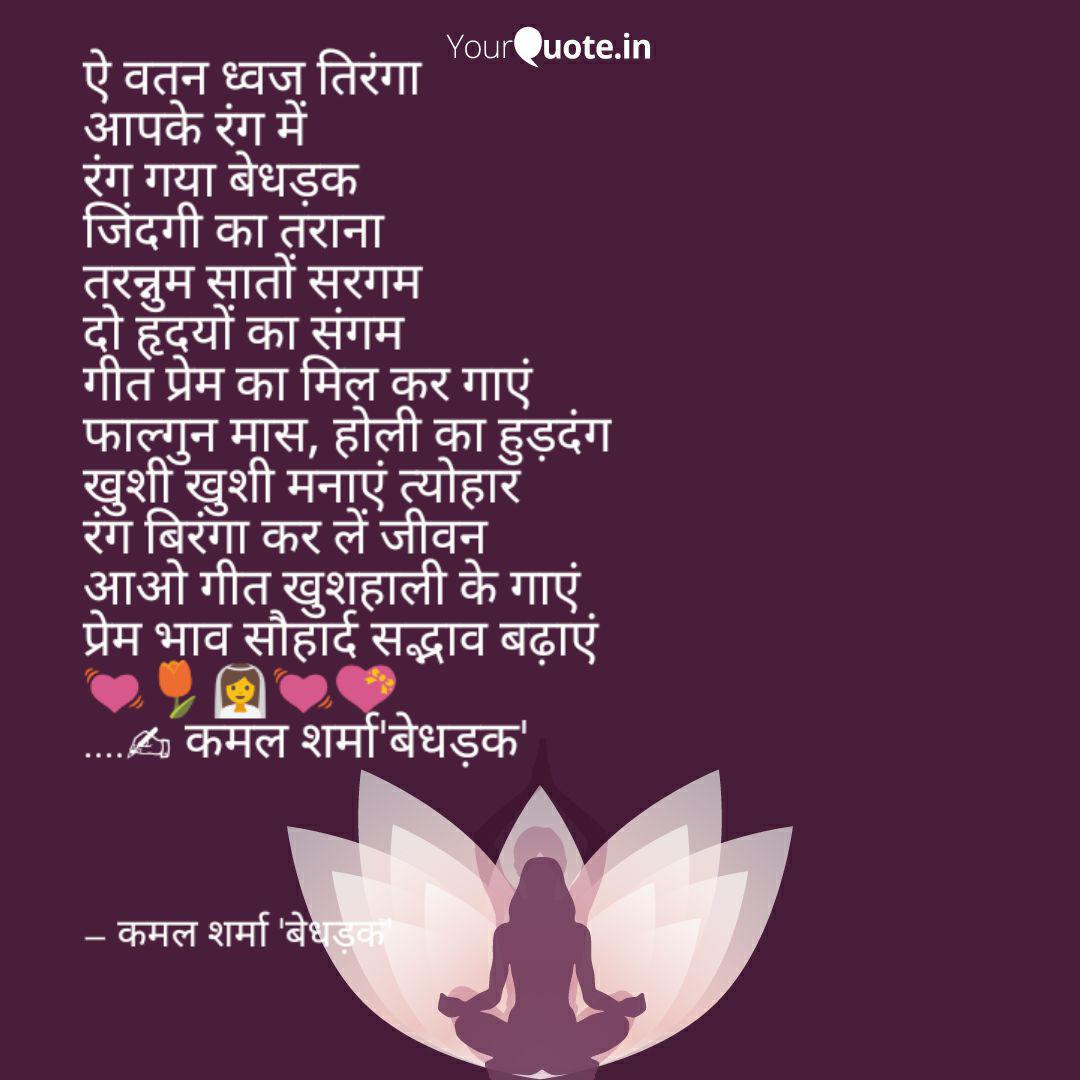 YourQuote.in
ऐ वतन ध्वज तिरंगा
आपके रंग में
रंग गया बेधड़क
जिंदगी का तराना
तरन्नुम सातों सरगम
दो हृदयों का संगम
गीत प्रेम का मिल कर गाएं
फाल्गुन मास, होली का हुड़दंग
खुशी खुशी मनाएं त्योहार
रंग बिरंगा कर लें जीवन
आओ गीत खुशहाली के गाएं
प्रेम भाव सौहार्द सद्भाव बढ़ाएं
💓🌷👰💓💝
....✍ कमल शर्मा'बेधड़क'
– कमल शर्मा 'बेधड़क'